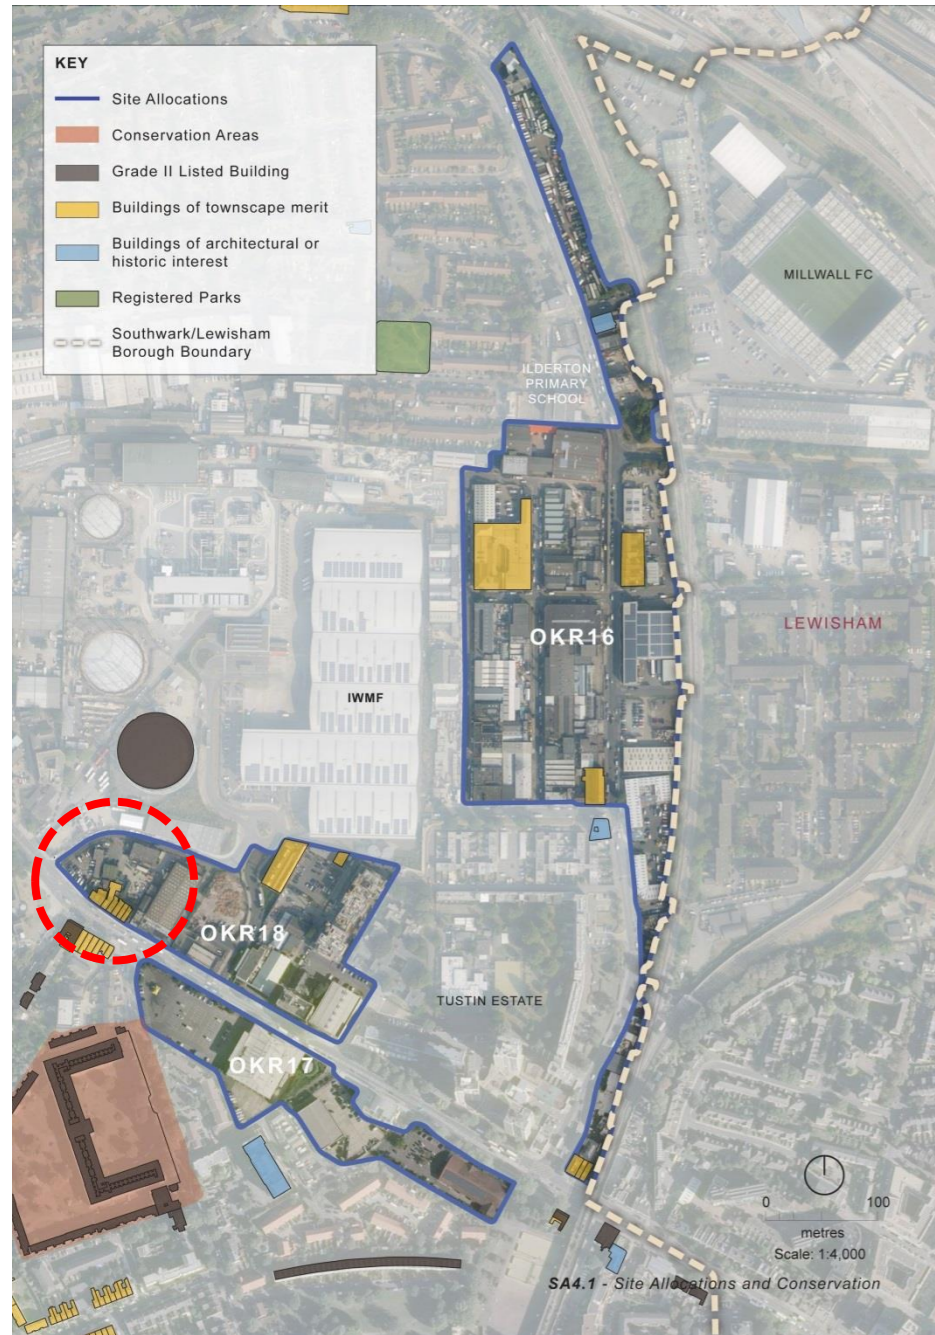 KEY
Site Allocations
Conservation Areas
Grade II Listed Building
Buildings of townscape merit
Buildings of architectural or
historic interest
Registered Parks
Southwark/Lewisham
Borough Boundary
MILLWALL FC
ILDERTON
PRIMARY
SCHOOL
LEWISHAM
OKR16
IWMF
OKR18
TUSTIN ESTATE
OKR17
0 100
metres
Scale: 1:4,000
SA4.1 - Site Allocations and Conservation